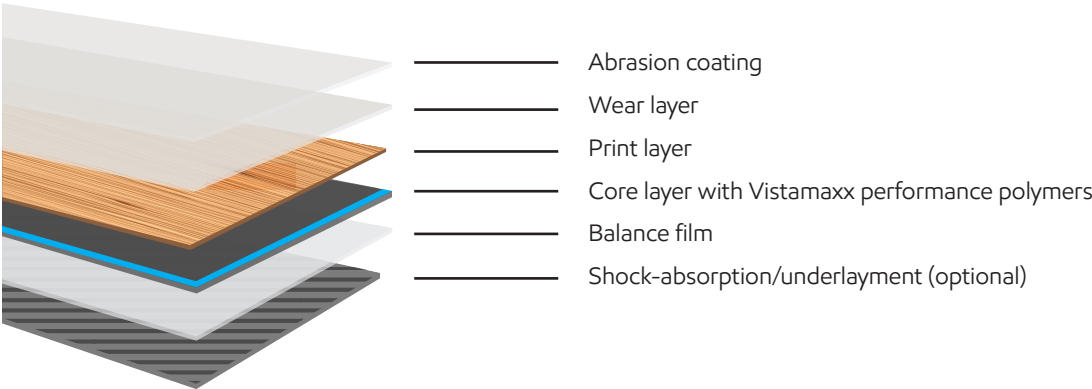 Abrasion coating
Wear layer
Print layer
Core layer with Vistamaxx performance polymers
Balance film
Shock-absorption/underlayment (optional)